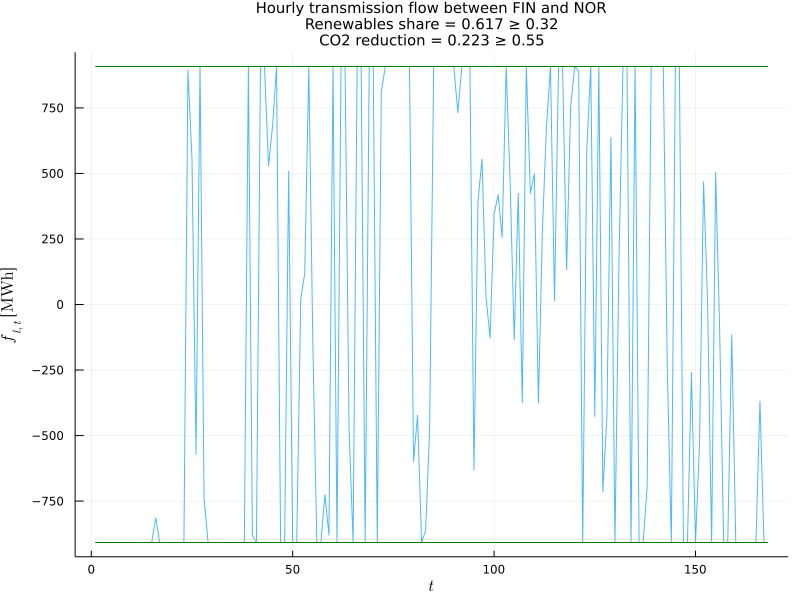 Hourly transmission flow between FIN and NOR
Renewables share = 0.617 ≥ 0.32
CO2 reduction = 0.223 ≥ 0.55
f l,t [MWh]
750
500
250
0
−250
−500
−750
0
50
100
150
t